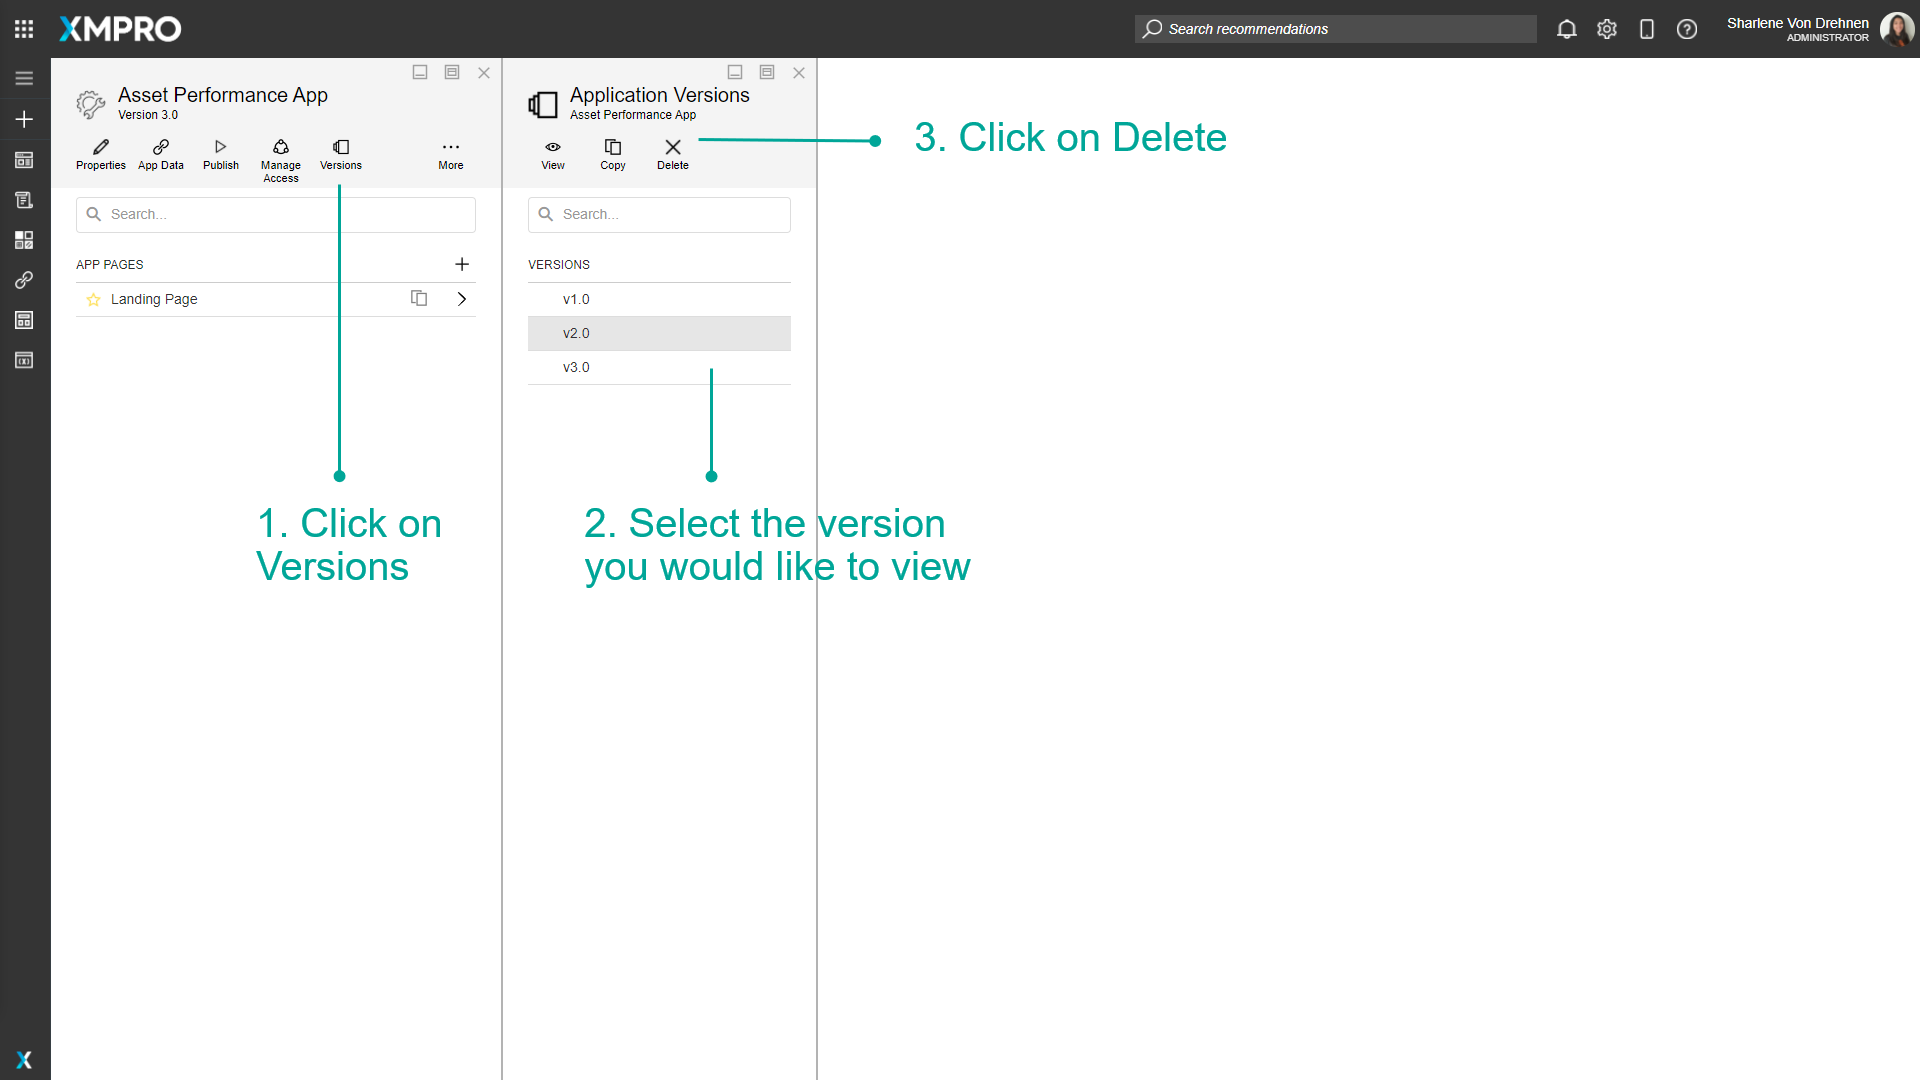 XMPRO
Search recommendations
Sharlene Von Drehnen
ADMINISTRATOR
Asset Performance App
Version 3.0
Properties
App Data
Publish
Manage
Access
Versions
More
Search...
APP PAGES
Landing Page
Application Versions
Asset Performance App
View
Copy
Delete
Search...
VERSIONS
v1.0
v2.0
v3.0
3. Click on Delete
1. Click on
Versions
2. Select the version
you would like to view